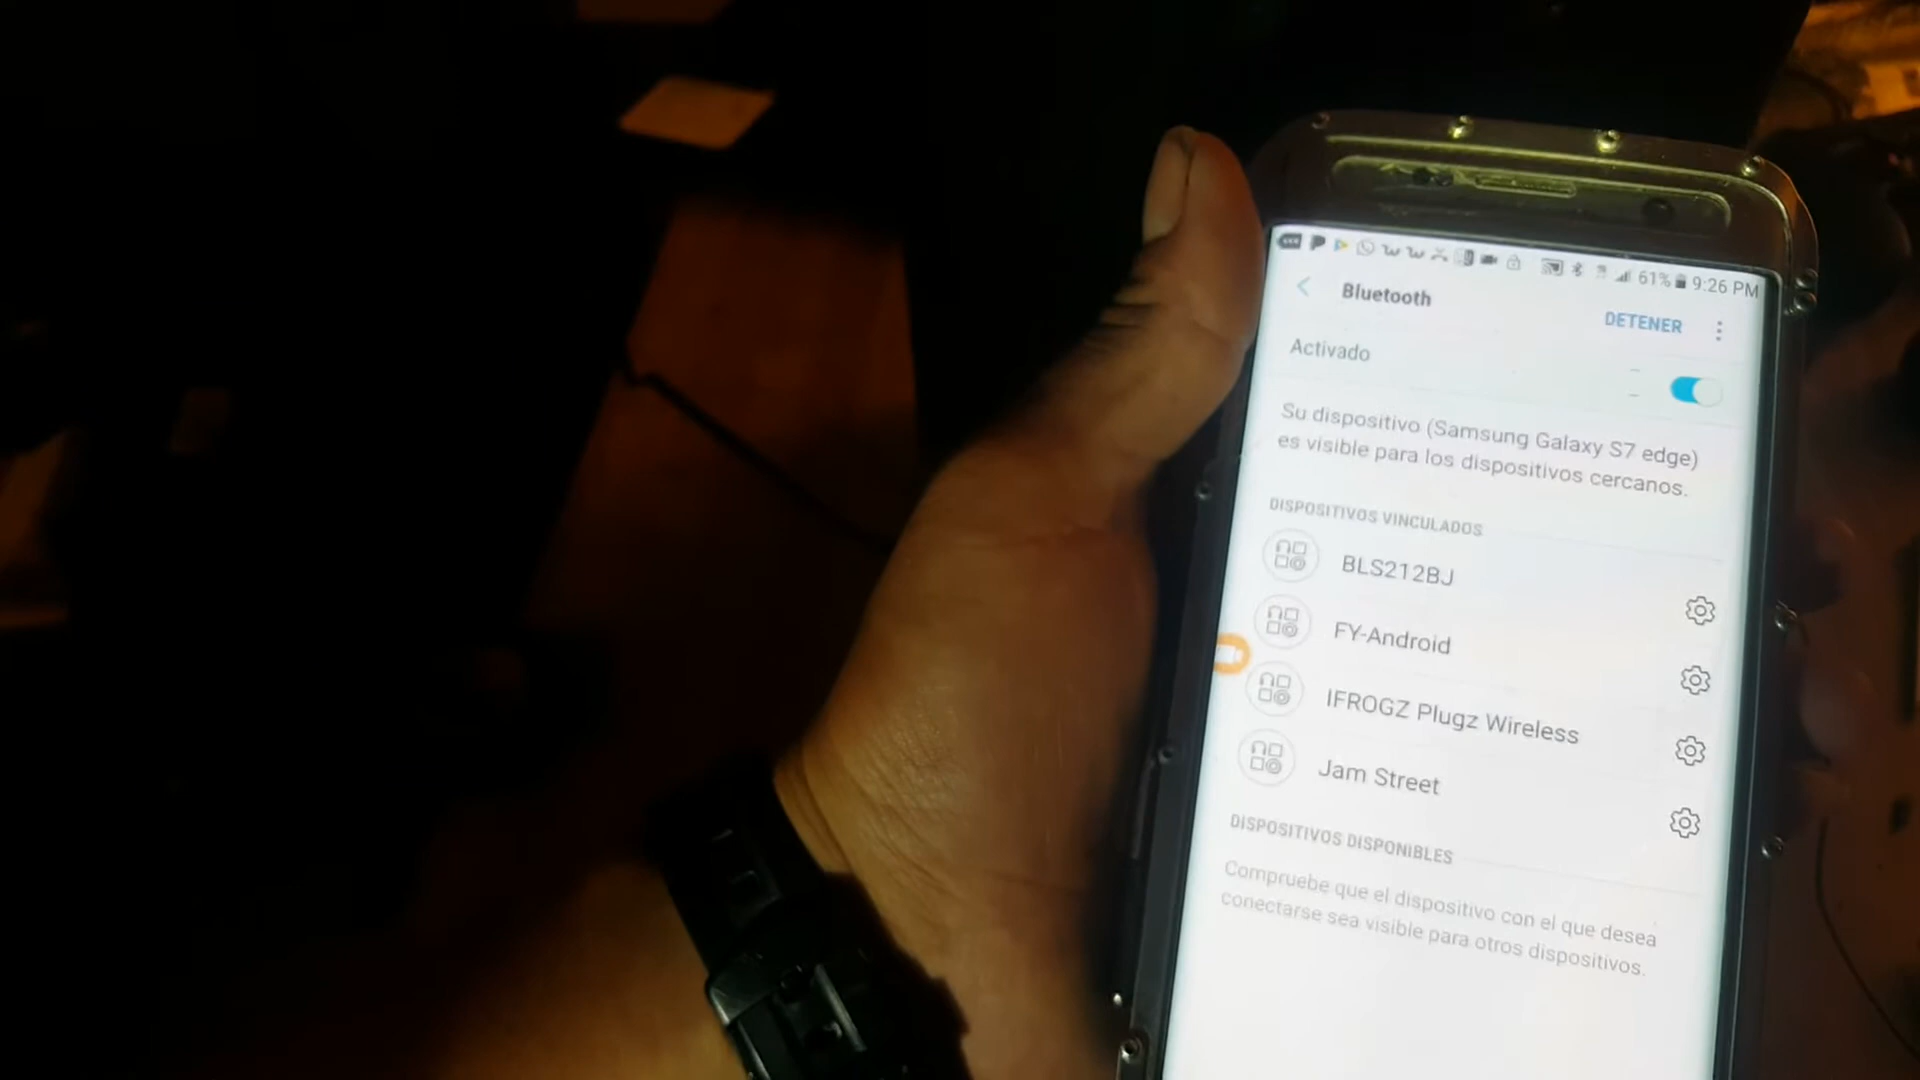 61% 9:26 PM
Bluetooth
DETENER
Activado
Su dispositivo (Samsung Galaxy S7 edge)
es visible para los dispositivos cercanos.
DISPOSITIVOS VINCULADOS
BLS212BJ
FY-Android
IFROGZ Plugz Wireless
Jam Street
DISPOSITIVOS DISPONIBLES
Compruebe que el dispositivo con el que desea
conectarse sea visible para otros dispositivos.